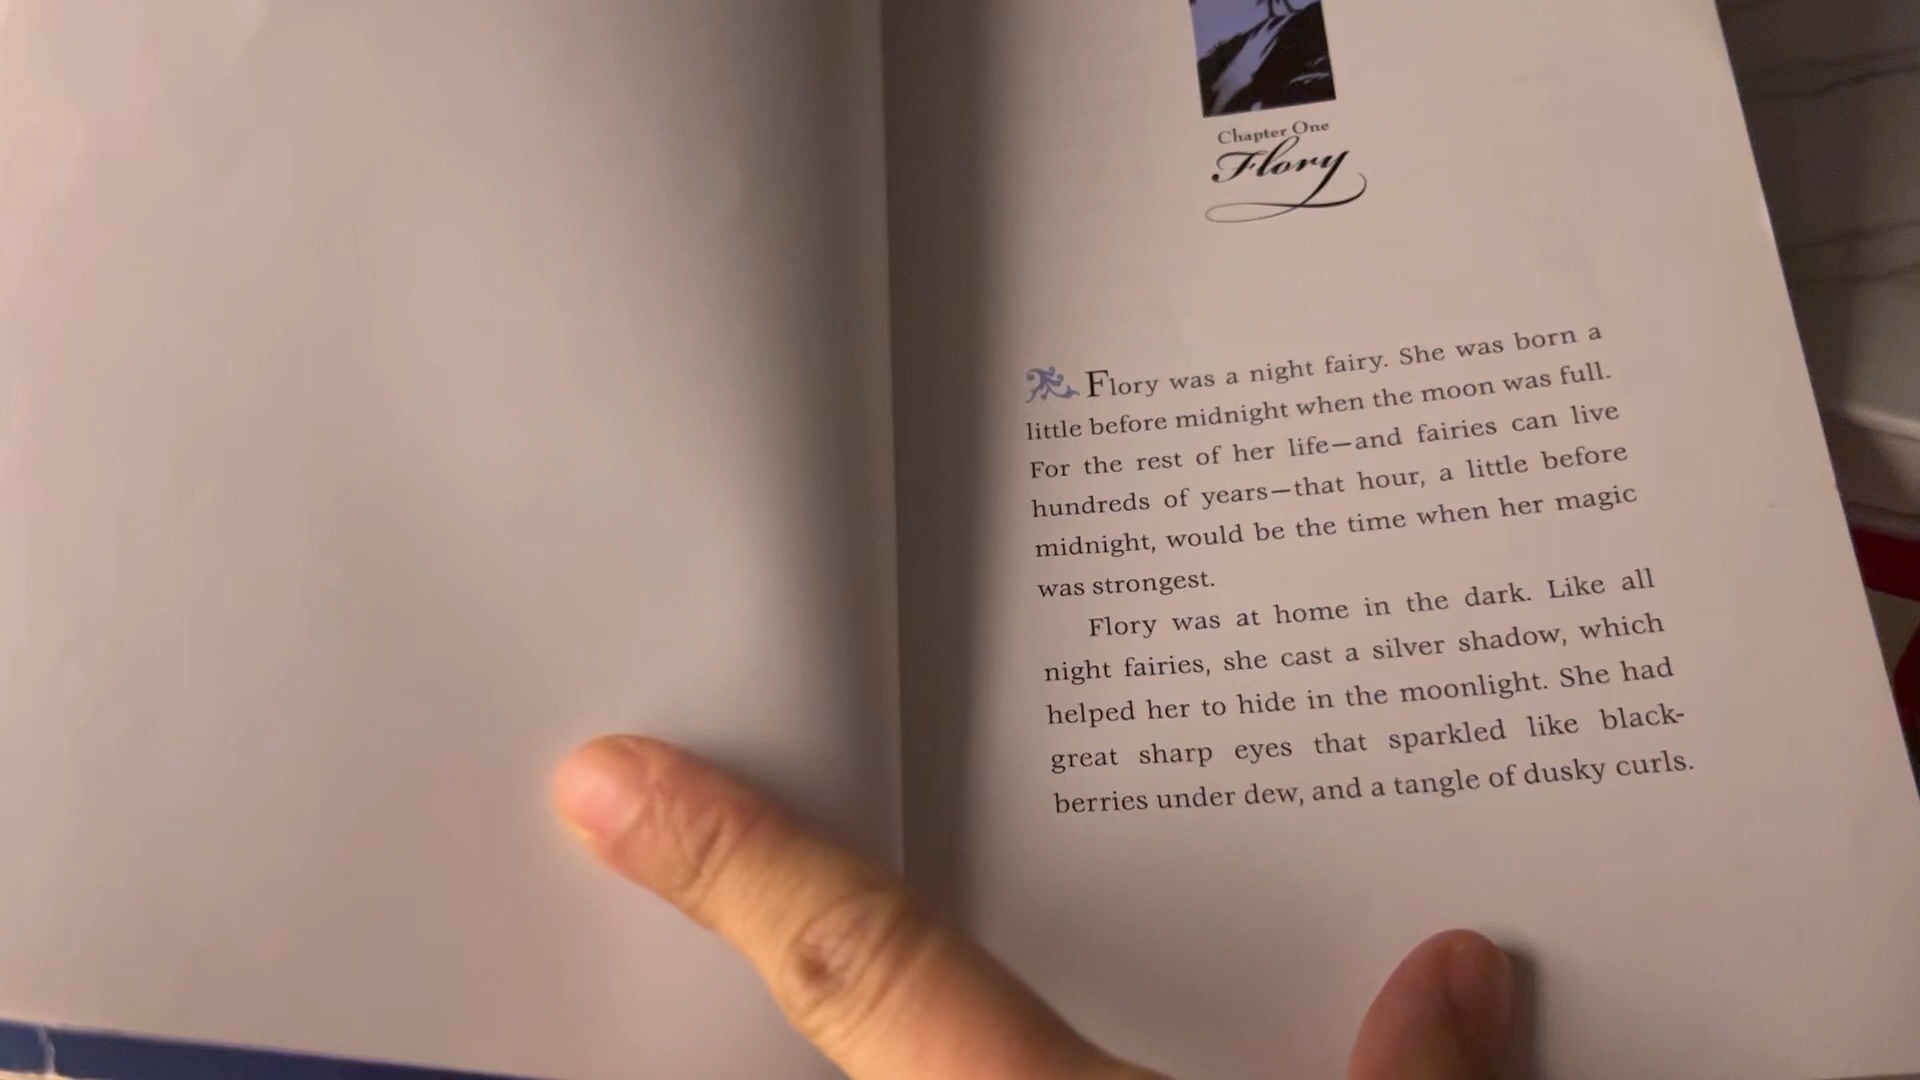 Chapter One
Flory
Flory was a night fairy. She was born a
little before midnight when the moon was full.
For the rest of her life—and fairies can live
hundreds of years—that hour, a little before
midnight, would be the time when her magic
was strongest.
Flory was at home in the dark. Like all
night fairies, she cast a silver shadow, which
helped her to hide in the moonlight. She had
great sharp eyes that sparkled like black-
berries under dew, and a tangle of dusky curls.